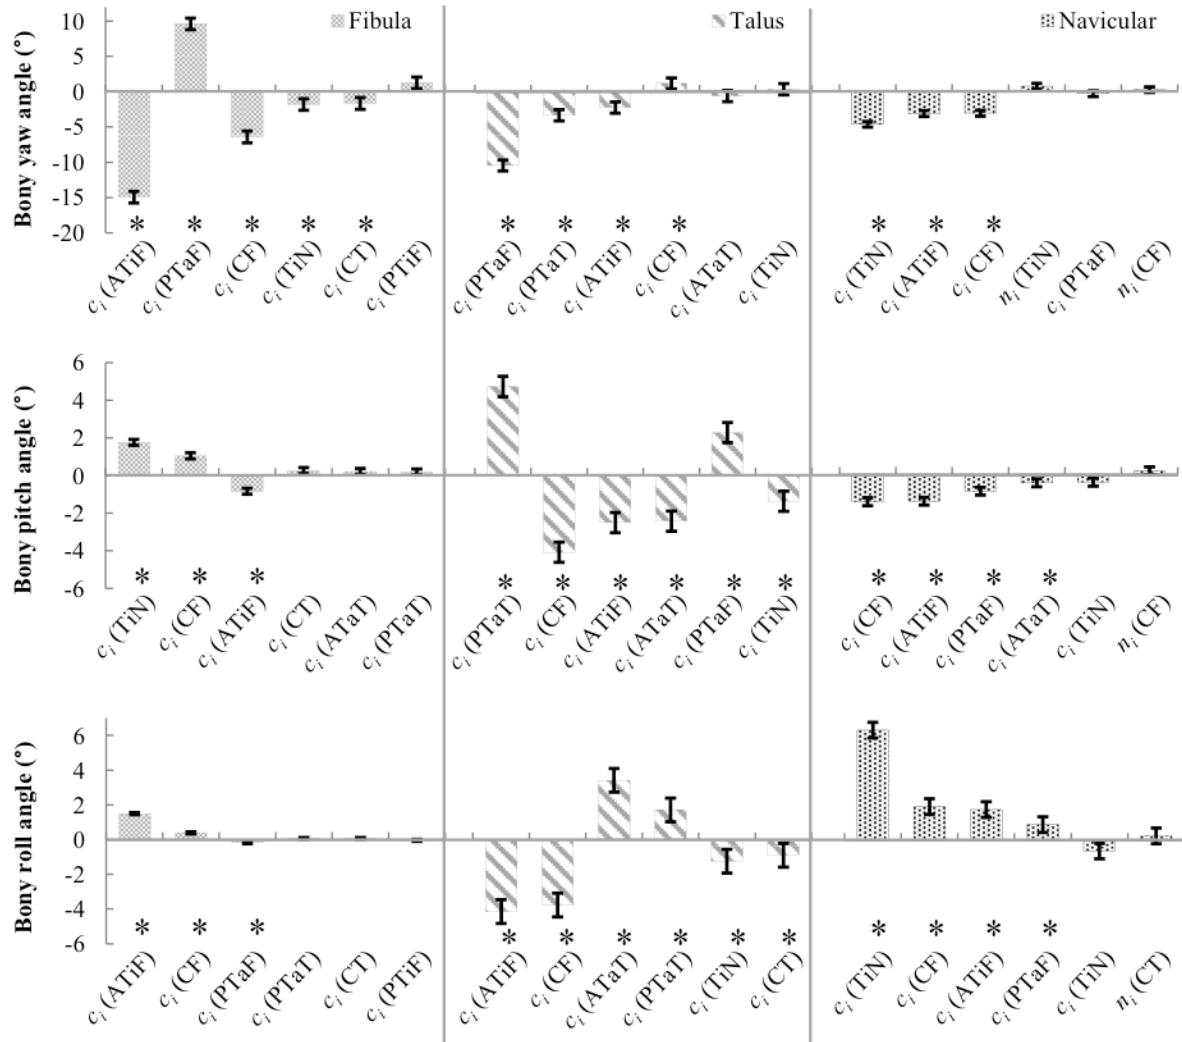 Fibula Talus Navicular
Bony yaw angle (°)
10
5
0
-5
-10
-15
-20
* * * * * * * * * * * *
c_i (ATiF) c_i (PTaF) c_i (CF) c_i (TiN) c_i (CT) c_i (PTiF) c_i (PTaF) c_i (PTaT) c_i (ATiF) c_i (CF) c_i (ATaT) c_i (TiN) c_i (TiN) c_i (ATiF) c_i (CF) n_i (TiN) c_i (PTaF) n_i (CF)
Bony pitch angle (°)
6
4
2
0
-2
-4
-6
* * * * * * * * * * * * *
c_i (TiN) c_i (CF) c_i (ATiF) c_i (CT) c_i (ATaT) c_i (PTaT) c_i (PTaT) c_i (CF) c_i (ATiF) c_i (ATaT) c_i (PTaF) c_i (TiN) c_i (CF) c_i (ATiF) c_i (PTaF) c_i (ATaT) c_i (TiN) n_i (CF)
Bony roll angle (°)
6
4
2
0
-2
-4
-6
* * * * * * * * * * * * *
c_i (ATiF) c_i (CF) c_i (PTaF) c_i (PTaT) c_i (CT) c_i (PTiF) c_i (ATiF) c_i (CF) c_i (ATaT) c_i (PTaT) c_i (TiN) c_i (CT) c_i (TiN) c_i (CF) c_i (ATiF) c_i (PTaF) c_i (TiN) n_i (CT)